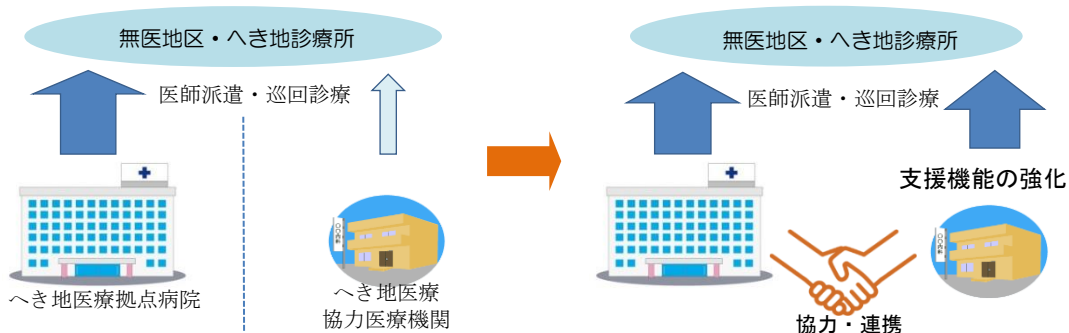 無医地区・へき地診療所
医師派遣・巡回診療
へき地医療拠点病院
へき地医療
協力医療機関
無医地区・へき地診療所
医師派遣・巡回診療
支援機能の強化
協力・連携